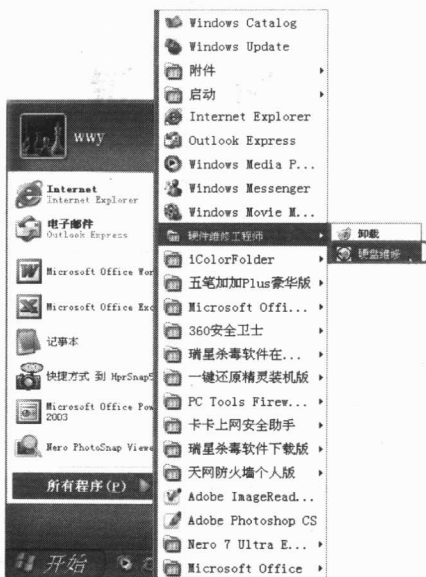 wwy
Internet
Internet Explorer
电子邮件
Outlook Express
Microsoft Office Wor
Microsoft Office Exc
记事本
快捷方式 到 HprSnap5
Microsoft Office Pow
2003
Nero PhotoSnap Viewe
所有程序(P)
开始
Windows Catalog
Windows Update
附件
启动
Internet Explorer
Outlook Express
Windows Media P...
Windows Messenger
Windows Movie M...
硬件维修工程师
iColorFolder
五笔加加Plus豪华版
Microsoft Offi...
360安全卫士
瑞星杀毒软件在...
一键还原精灵装机版
PC Tools Firew...
卡卡上网安全助手
瑞星杀毒软件下载版
天网防火墙个人版
Adobe ImageRead...
Adobe Photoshop CS
Nero 7 Ultra E...
Microsoft Office
卸载
硬盘维修